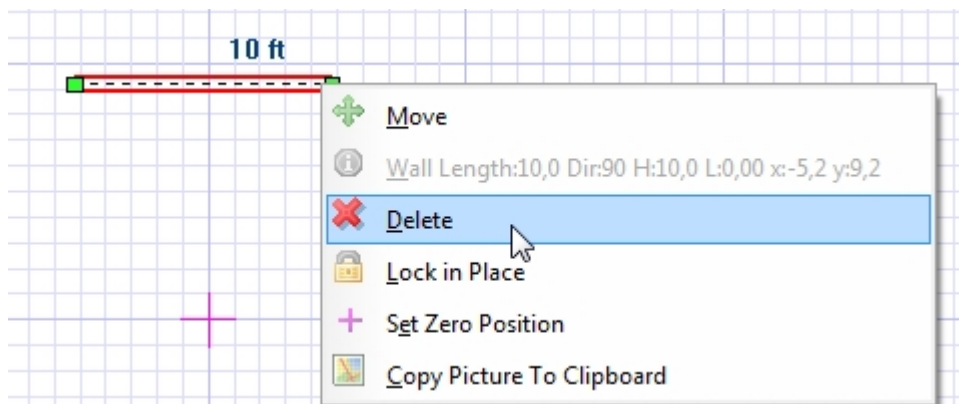 10 ft
Move
Wall Length:10,0 Dir:90 H:10,0 L:0,00 x:-5,2 y:9,2
Delete
Lock in Place
Set Zero Position
Copy Picture To Clipboard